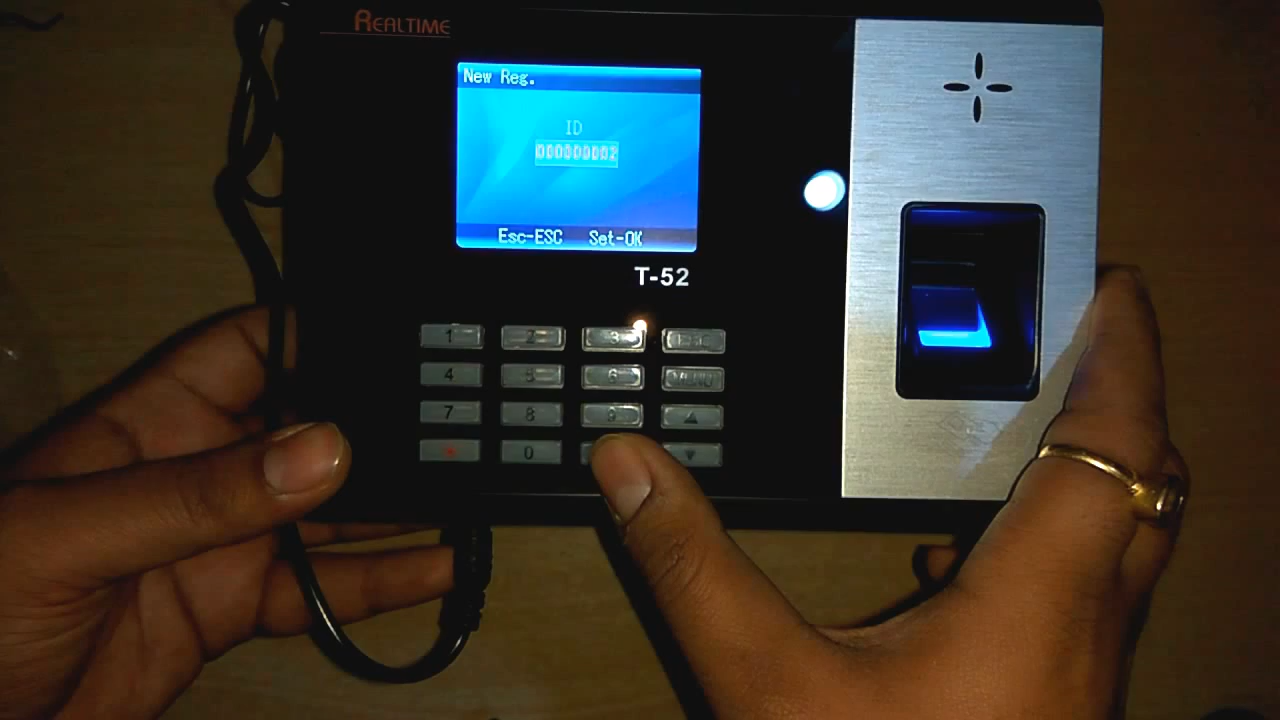 REALTIME
New Reg.
ID
000000002
Esc-ESC Set-OK
T-52
1 2 3 ESC
4 5 6 MENU
7 8 9 ▲
* 0 ▼